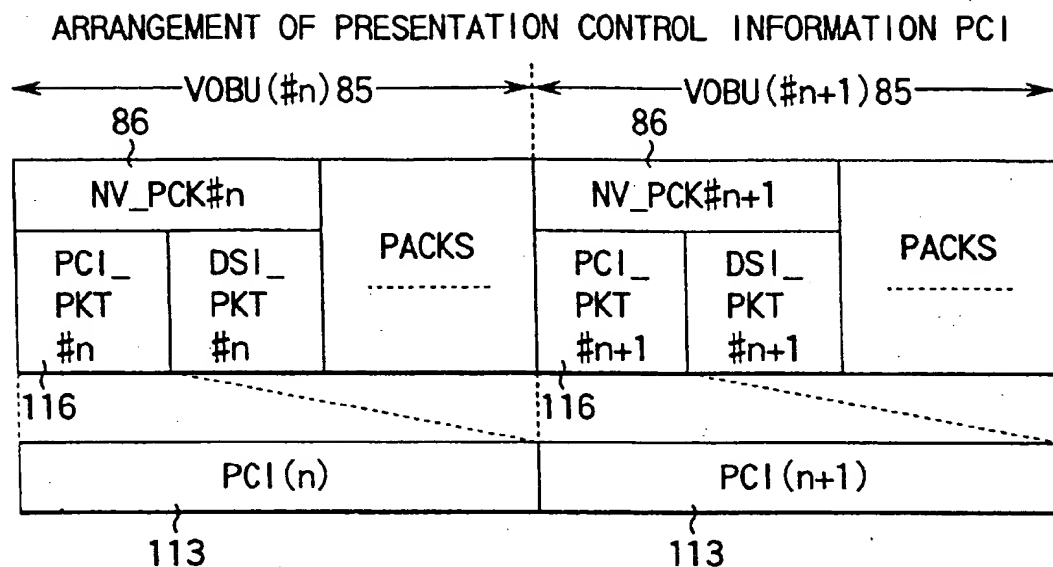 ARRANGEMENT OF PRESENTATION CONTROL INFORMATION PCI
VOBU(#n)85
VOBU(#n+1)85
86
86
NV_PCK#n
NV_PCK#n+1
PCI_
PKT
#n
DSI_
PKT
#n
PACKS
PCI_
PKT
#n+1
DSI_
PKT
#n+1
PACKS
116
116
PCI(n)
PCI(n+1)
113
113